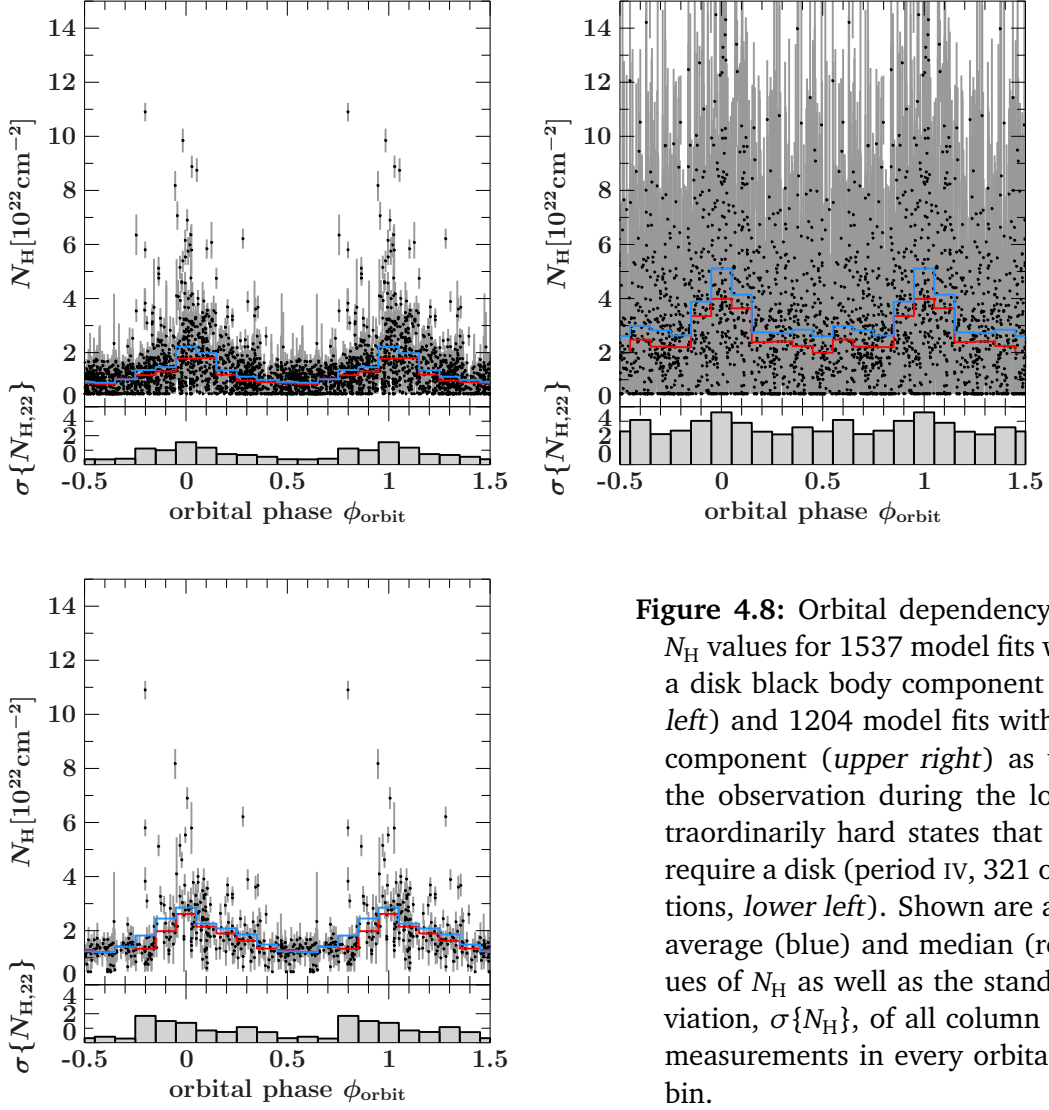 14
12
10
8
6
4
2
0
N_H [10^22 cm^−2]
4
2
0
σ{N_H,22}
-0.5 0 0.5 1 1.5
orbital phase ϕ_orbit
14
12
10
8
6
4
2
0
N_H [10^22 cm^−2]
4
2
0
σ{N_H,22}
-0.5 0 0.5 1 1.5
orbital phase ϕ_orbit
14
12
10
8
6
4
2
0
N_H [10^22 cm^−2]
4
2
0
σ{N_H,22}
-0.5 0 0.5 1 1.5
orbital phase ϕ_orbit
Figure 4.8: Orbital dependency
N_H values for 1537 model fits w
a disk black body component
left) and 1204 model fits with
component (upper right) as w
the observation during the lo
traordinarily hard states that
require a disk (period IV, 321 o
tions, lower left). Shown are a
average (blue) and median (re
ues of N_H as well as the stand
viation, σ{N_H}, of all column
measurements in every orbita
bin.